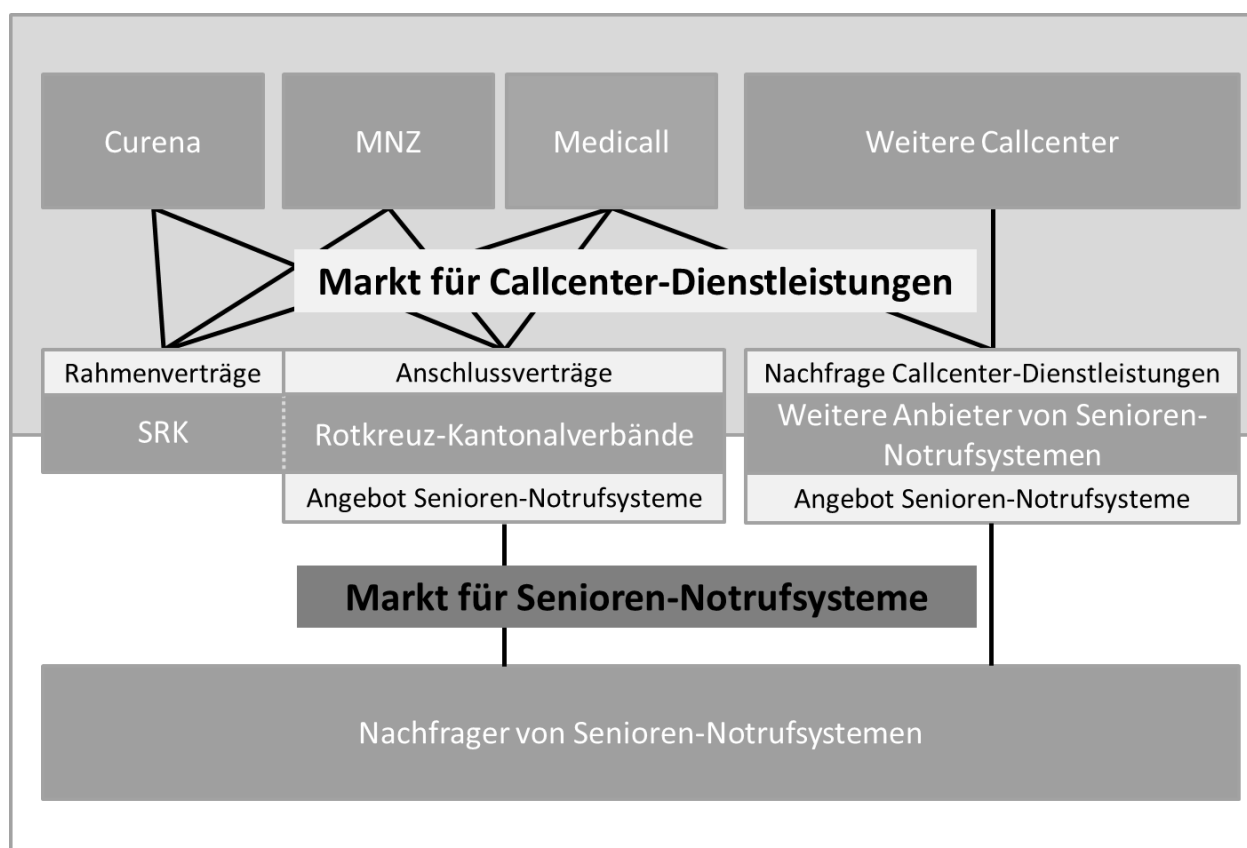 Curena
MNZ
Medicall
Weitere Callcenter
Markt für Callcenter-Dienstleistungen
Rahmenverträge
Anschlussverträge
Nachfrage Callcenter-Dienstleistungen
SRK
Rotkreuz-Kantonalverbände
Weitere Anbieter von Senioren-
Notrufsystemen
Angebot Senioren-Notrufsysteme
Angebot Senioren-Notrufsysteme
Markt für Senioren-Notrufsysteme
Nachfrager von Senioren-Notrufsystemen